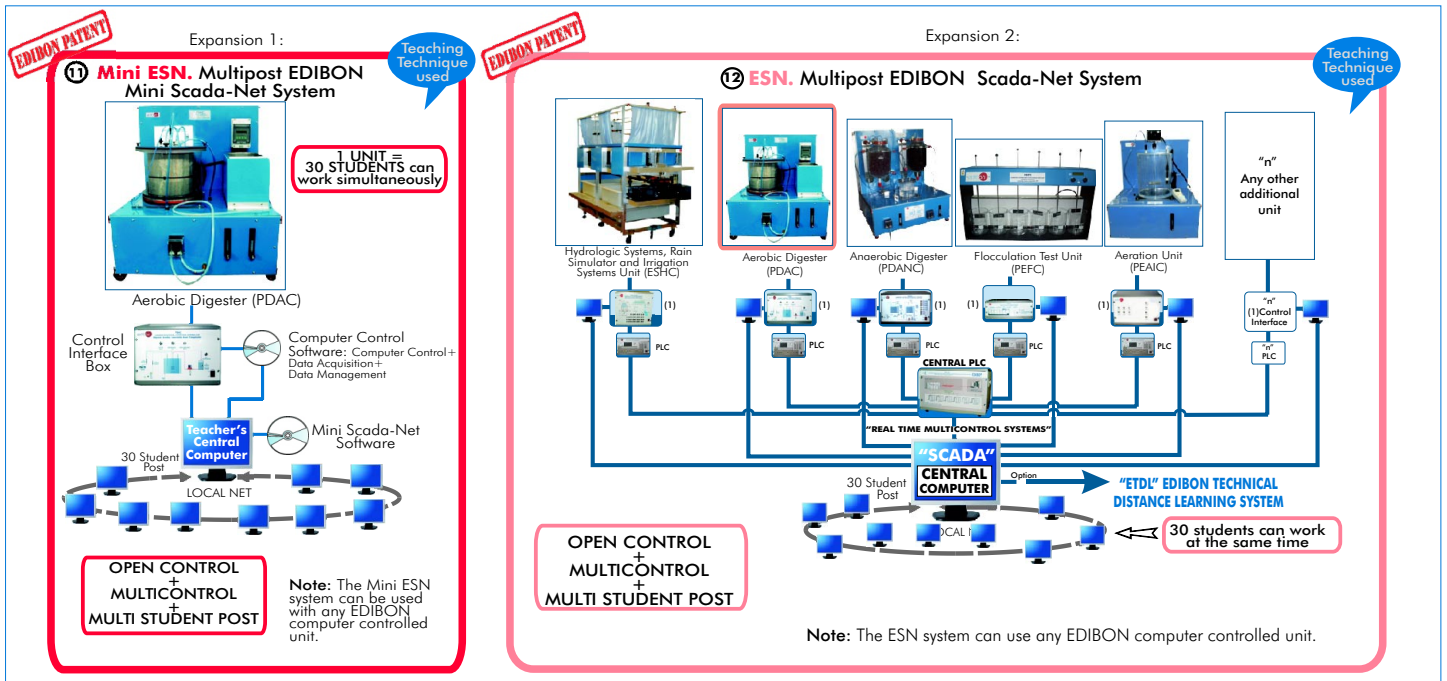 Expansion 1:
EDIBON PATENT
Teaching
Technique
used
11 Mini ESN. Multipost EDIBON
Mini Scada-Net System
1 UNIT =
30 STUDENTS can
work simultaneously
Aerobic Digester (PDAC)
Control
Interface
Box
Computer Control
Software: Computer Control+
Data Acquisition+
Data Management
Teacher's
Central
Computer
Mini Scada-Net
Software
30 Student
Post
LOCAL NET
OPEN CONTROL
+
MULTICONTROL
+
MULTI STUDENT POST
Note: The Mini ESN
system can be used
with any EDIBON
computer controlled
unit.
Expansion 2:
EDIBON PATENT
Teaching
Technique
used
12 ESN. Multipost EDIBON Scada-Net System
Hydrologic Systems, Rain
Simulator and Irrigation
Systems Unit (ESHC)
Aerobic Digester
(PDAC)
Anaerobic Digester
(PDANC)
Flocculation Test Unit
(PEFC)
Aeration Unit
(PEAIC)
"n"
Any other
additional
unit
(1)
(1)
(1)
(1)
(1)
"n"
(1)Control
Interface
PLC
PLC
PLC
PLC
PLC
"n"
PLC
CENTRAL PLC
"REAL TIME MULTICONTROL SYSTEMS"
"SCADA"
CENTRAL
COMPUTER
Option
"ETDL" EDIBON TECHNICAL
DISTANCE LEARNING SYSTEM
30 Student
Post
30 students can work
at the same time
OPEN CONTROL
+
MULTICONTROL
+
MULTI STUDENT POST
Note: The ESN system can use any EDIBON computer controlled unit.